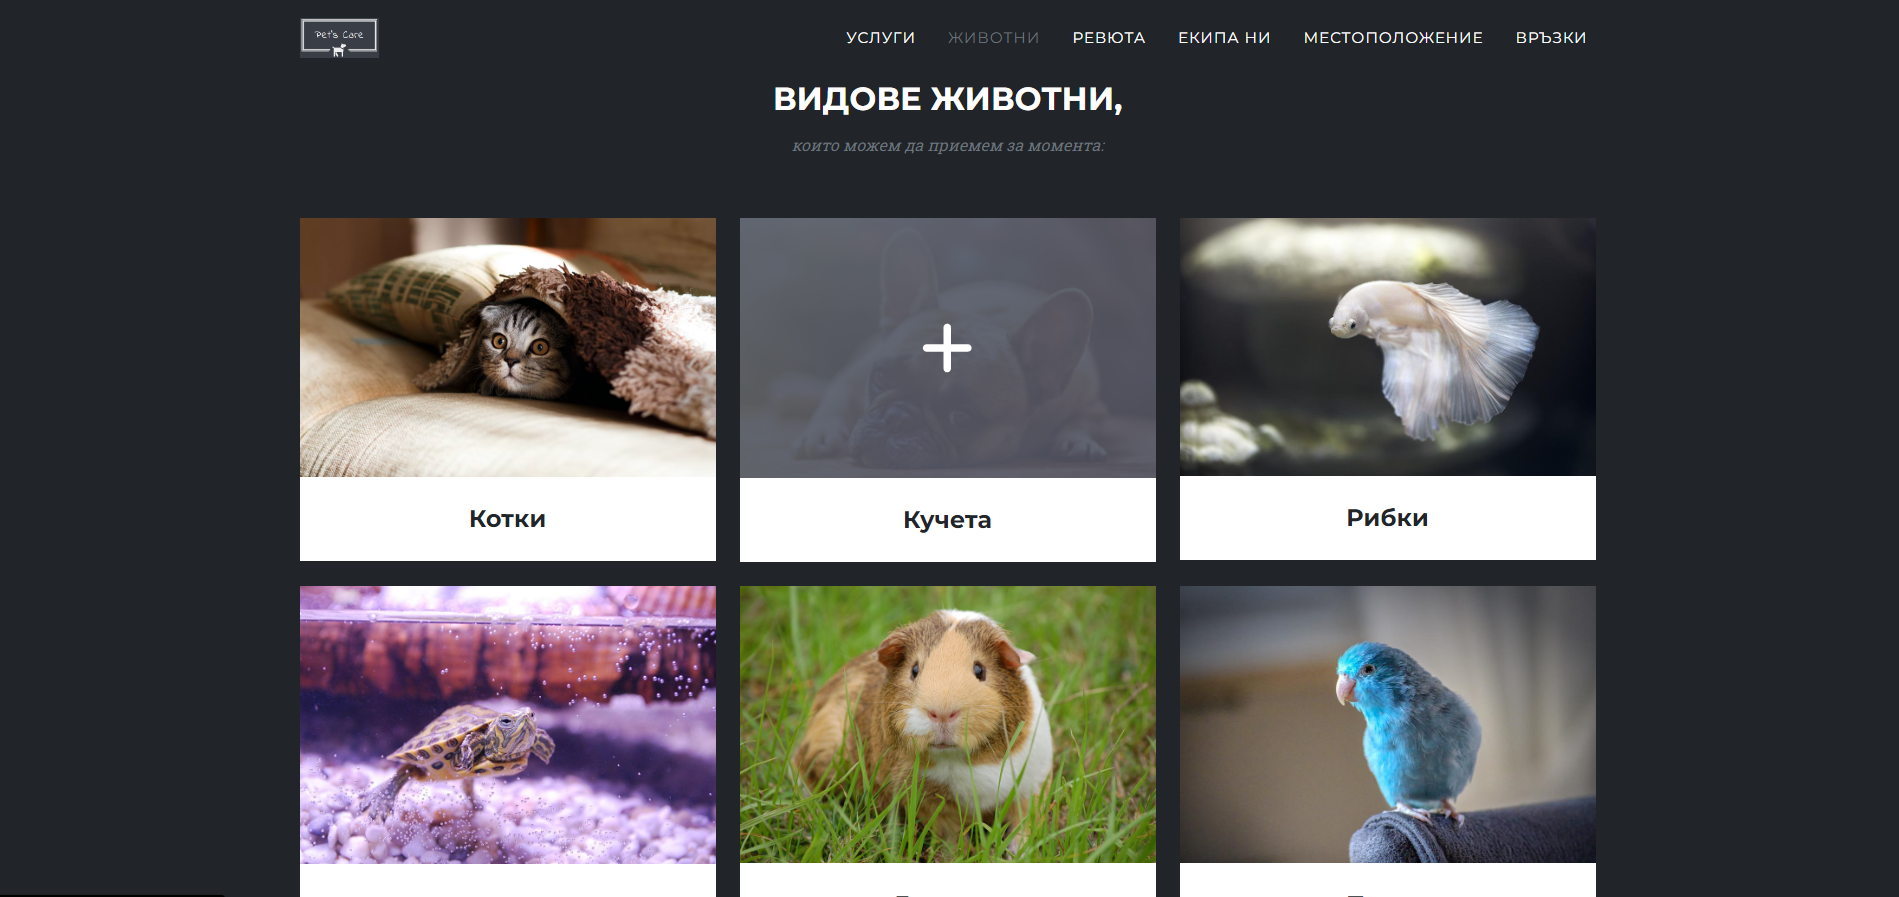 Pet's Care
УСЛУГИ
ЖИВОТНИ
РЕВЮТА
ЕКИПА НИ
МЕСТОПОЛОЖЕНИЕ
ВРЪЗКИ
ВИДОВЕ ЖИВОТНИ,
които можем да приемем за момента:
Котки
Кучета
Рибки